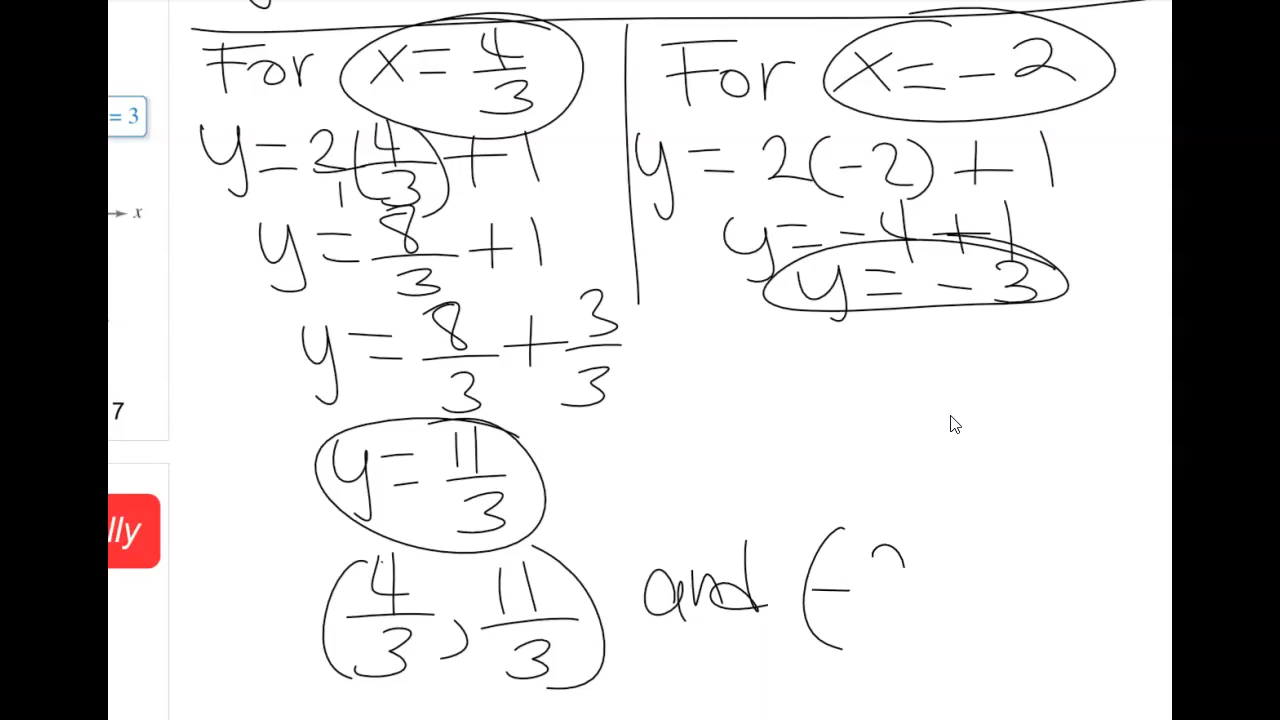 = 3
x
7
lly
For x = 4/3
y = 2/1(4/3) + 1
y = 8/3 + 1
y = 8/3 + 3/3
y = 11/3
For x = -2
y = 2(-2) + 1
y = -4 + 1
y = -3
(4/3, 11/3) and (-